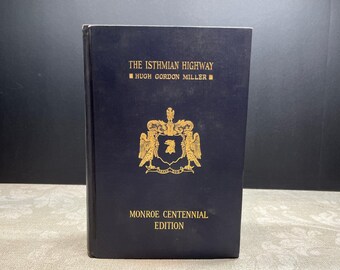 THE ISTHMIAN HIGHWAY
HUGH GORDON MILLER
MONROE CENTENNIAL
EDITION